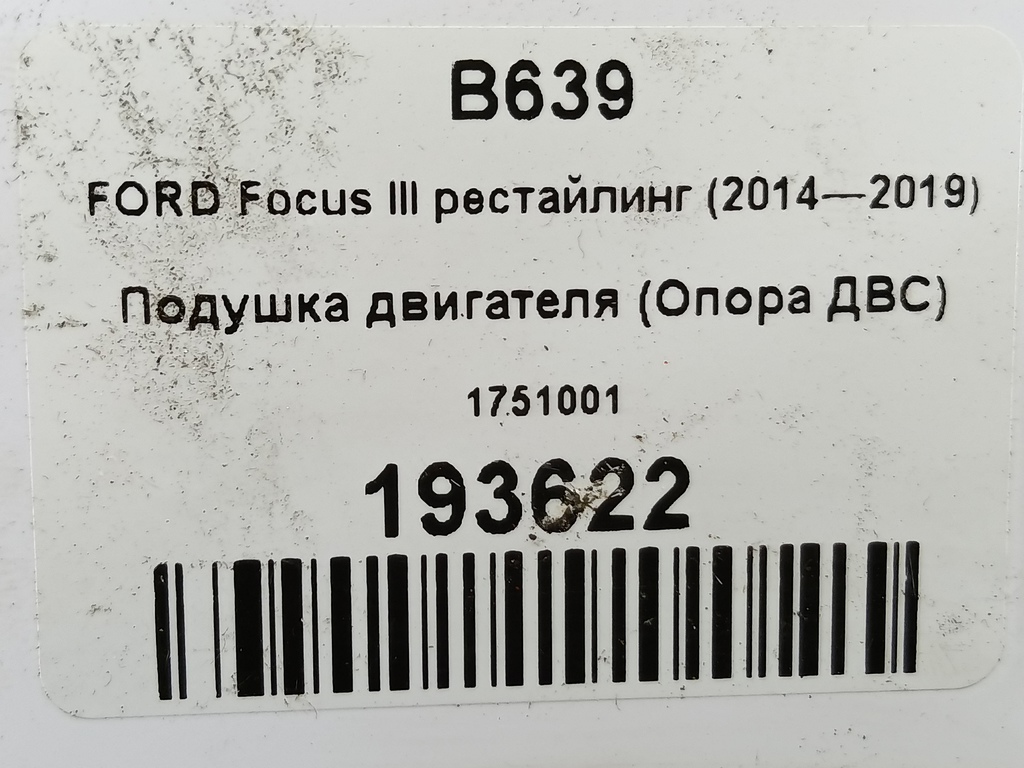 B639
FORD Focus III рестайлинг (2014—2019)
Подушка двигателя (Опора ДВС)
1751001
193622